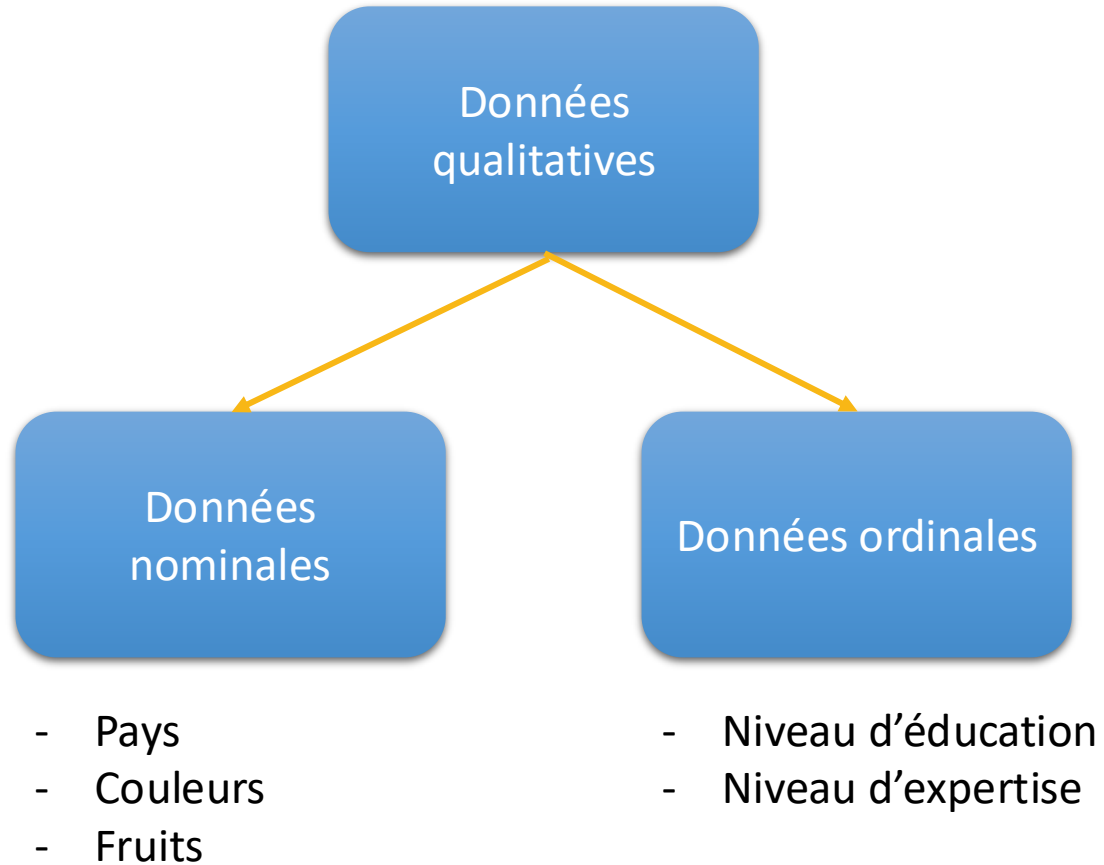 Données
qualitatives
Données
nominales
Données ordinales
- Pays
- Couleurs
- Fruits
- Niveau d’éducation
- Niveau d’expertise